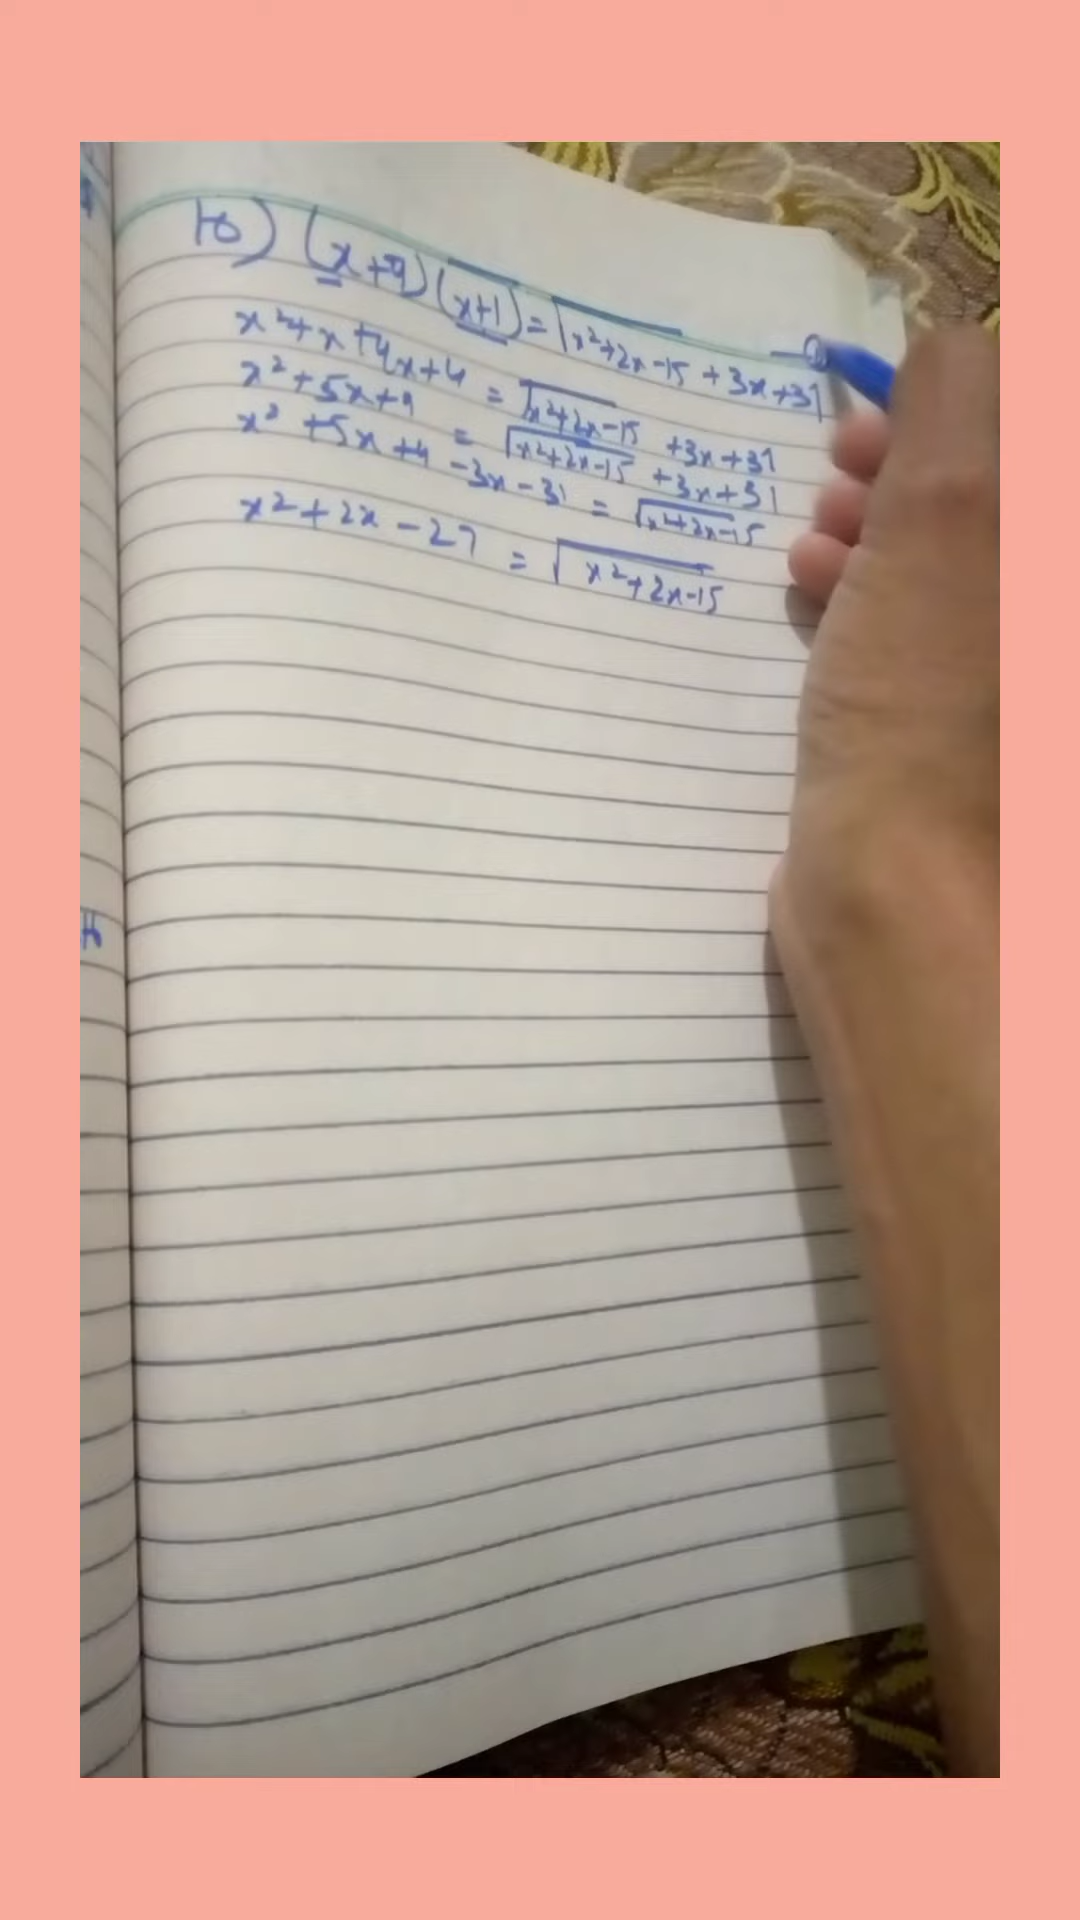 10) (x+4)(x+1) = √x²+2x-15 + 3x+31
x²+x+4x+4 = √x²+2x-15 +3x+31
x²+5x+4 = √x²+2x-15 +3x+31
x²+5x+4-3x-31 = √x²+2x-15
x²+2x-27 = √x²+2x-15